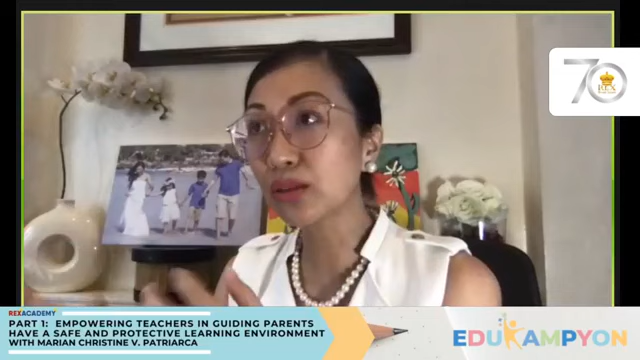 70
REX
REXACADEMY
PART 1: EMPOWERING TEACHERS IN GUIDING PARENTS
HAVE A SAFE AND PROTECTIVE LEARNING ENVIRONMENT
WITH MARIAN CHRISTINE V. PATRIARCA
EDUKAMPYON